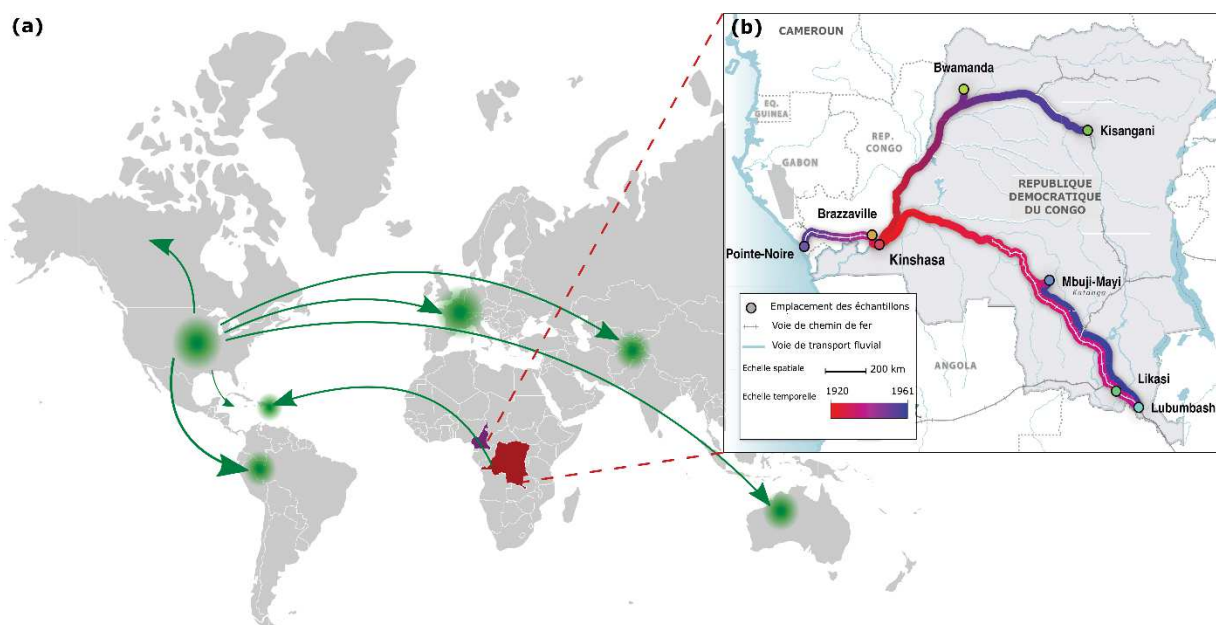 (a)
(b)
CAMEROUN
Bwamanda
EQ.
GUINEA
Kisangani
REP.
CONGO
GABON
REPUBLIQUE
DEMOCRATIQUE
DU CONGO
Brazzaville
Pointe-Noire
Kinshasa
Mbuji-Mayi
Katanga
Emplacement des échantillons
Voie de chemin de fer
Voie de transport fluvial
ANGOLA
Echelle spatiale
200 km
Likasi
Echelle temporelle
1920
1961
Lubumbash